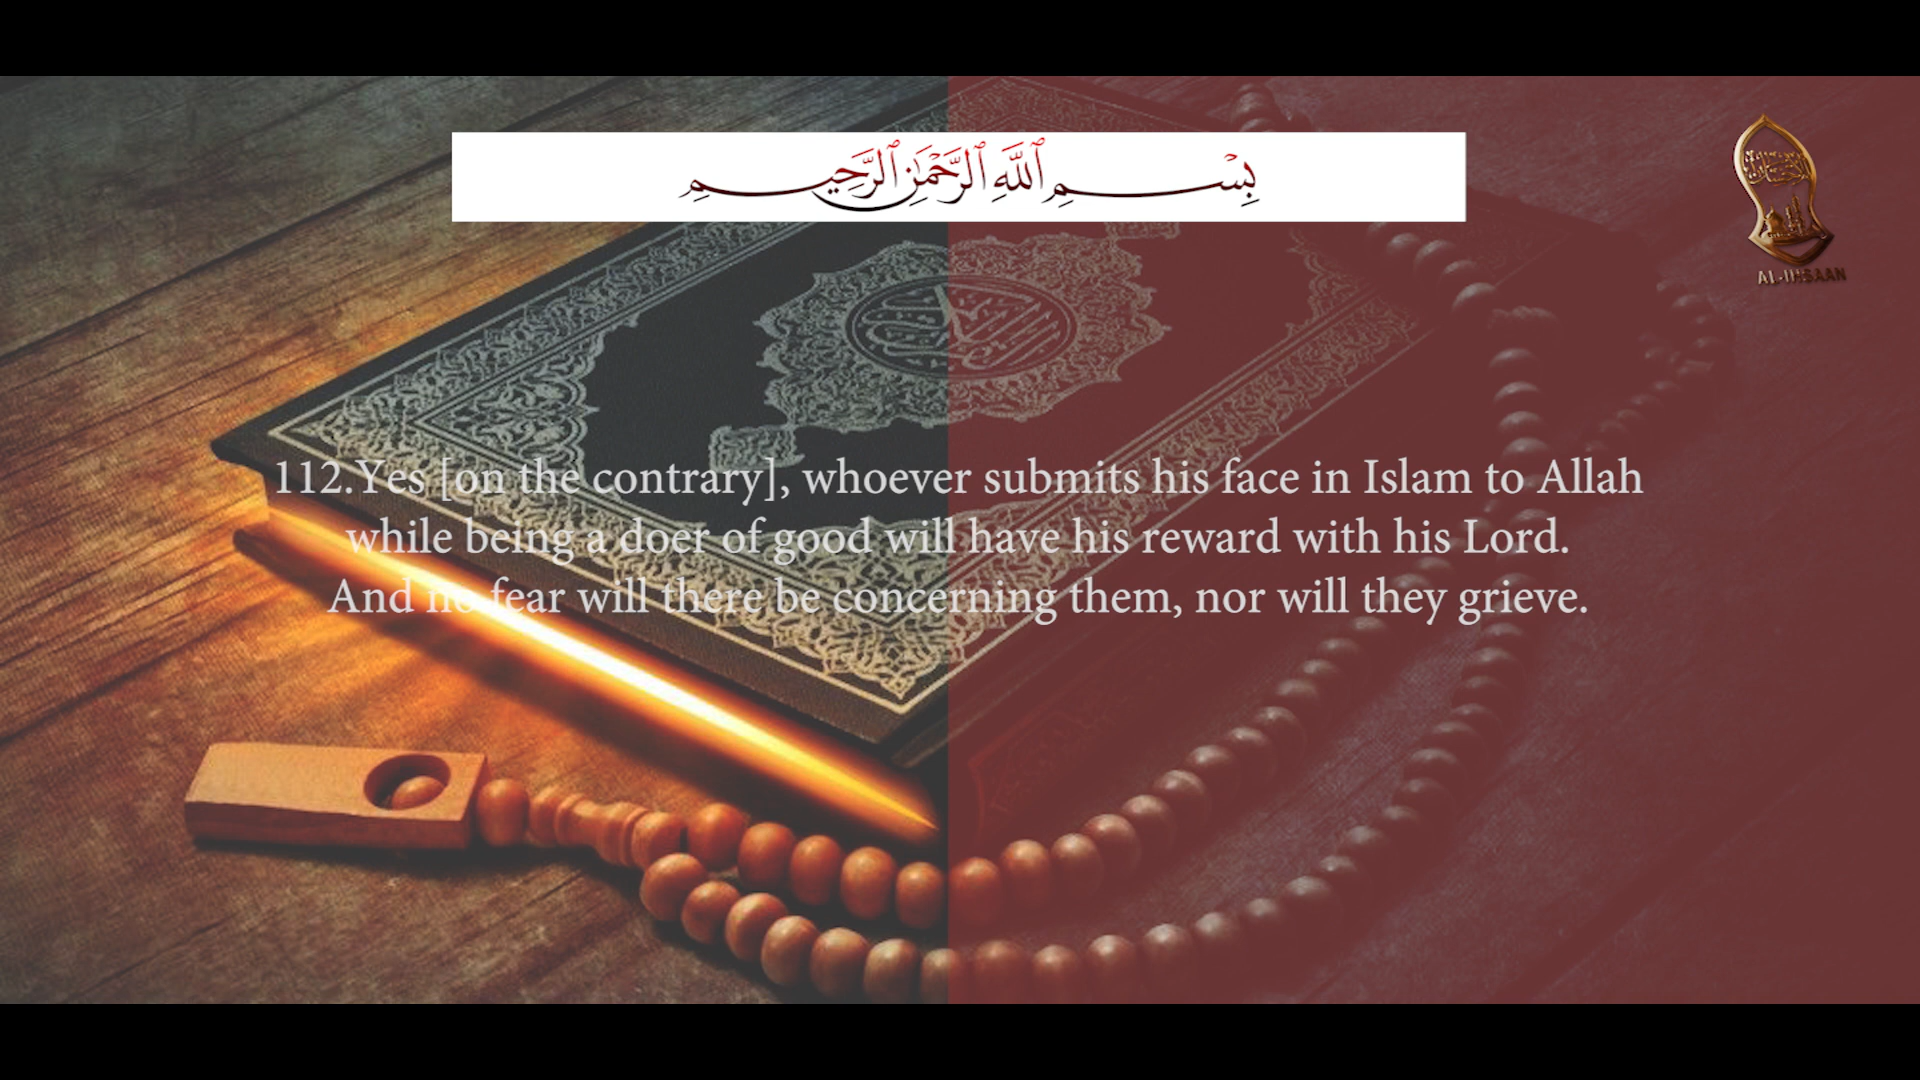 بِسْمِ ٱللَّهِ ٱلرَّحْمَٰنِ ٱلرَّحِيمِ
AL-IHSAAN
112.Yes [on the contrary], whoever submits his face in Islam to Allah
while being a doer of good will have his reward with his Lord.
And no fear will there be concerning them, nor will they grieve.